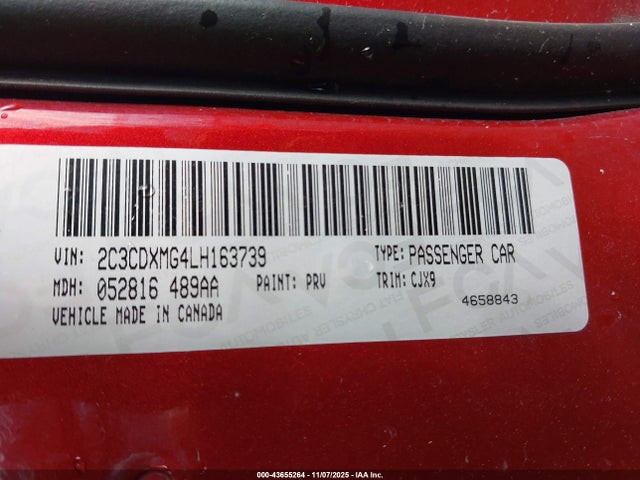 VIN: 2C3CDXMG4LH163739 TYPE: PASSENGER CAR
MDH: 052816 489AA PAINT: PRV TRIM: CJX9
VEHICLE MADE IN CANADA 4658843
000-43655264 - 11/07/2025 - IAA Inc.